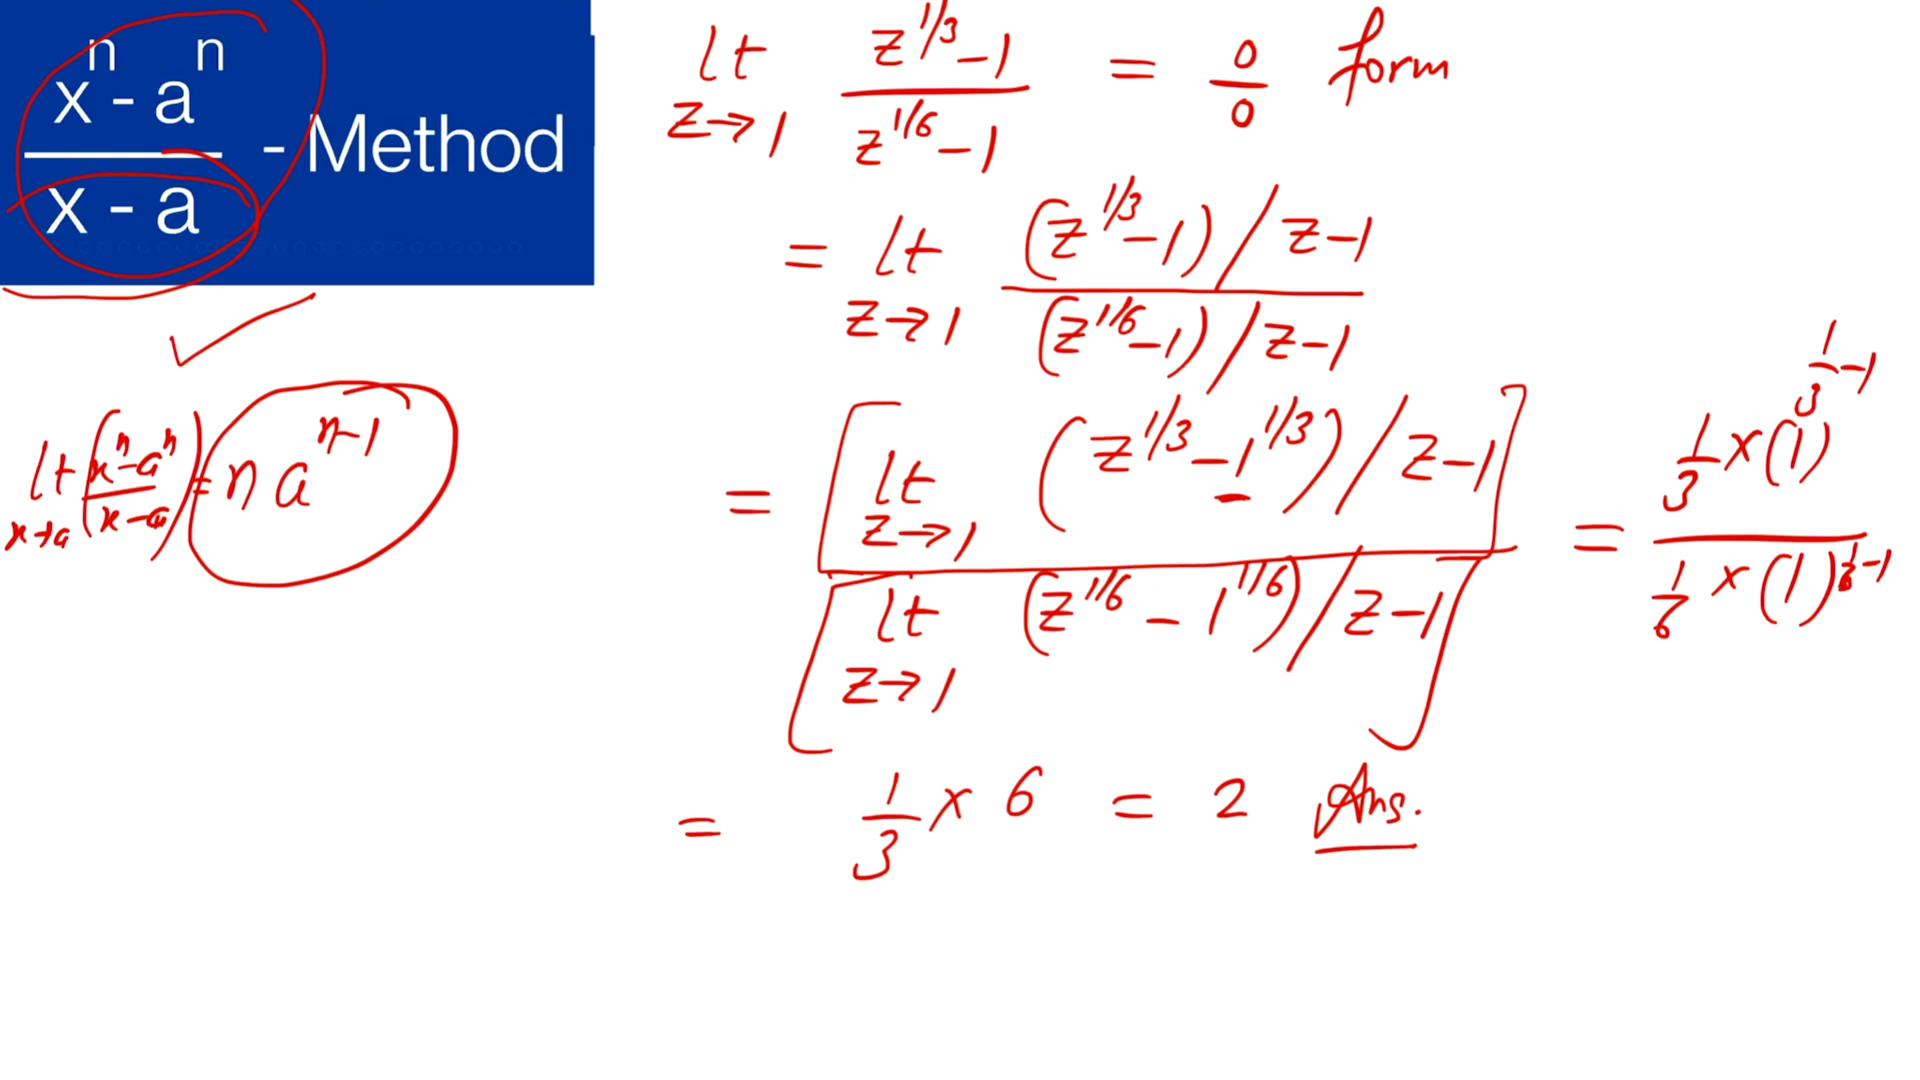 xⁿ - aⁿ
x - a
- Method
lt x→a (xⁿ-aⁿ / x-a) = n aⁿ⁻¹
lt z→1 z^1/3 - 1 / z^1/6 - 1 = 0/0 form
= lt z→1 (z^1/3 - 1) / z-1
(z^1/6 - 1) / z-1
= [lt z→1 (z^1/3 - 1^1/3) / z-1]
[lt z→1 (z^1/6 - 1^1/6) / z-1]
= 1/3 × (1)^1/3 -1
1/6 × (1)^1/6 -1
= 1/3 × 6 = 2 Ans.